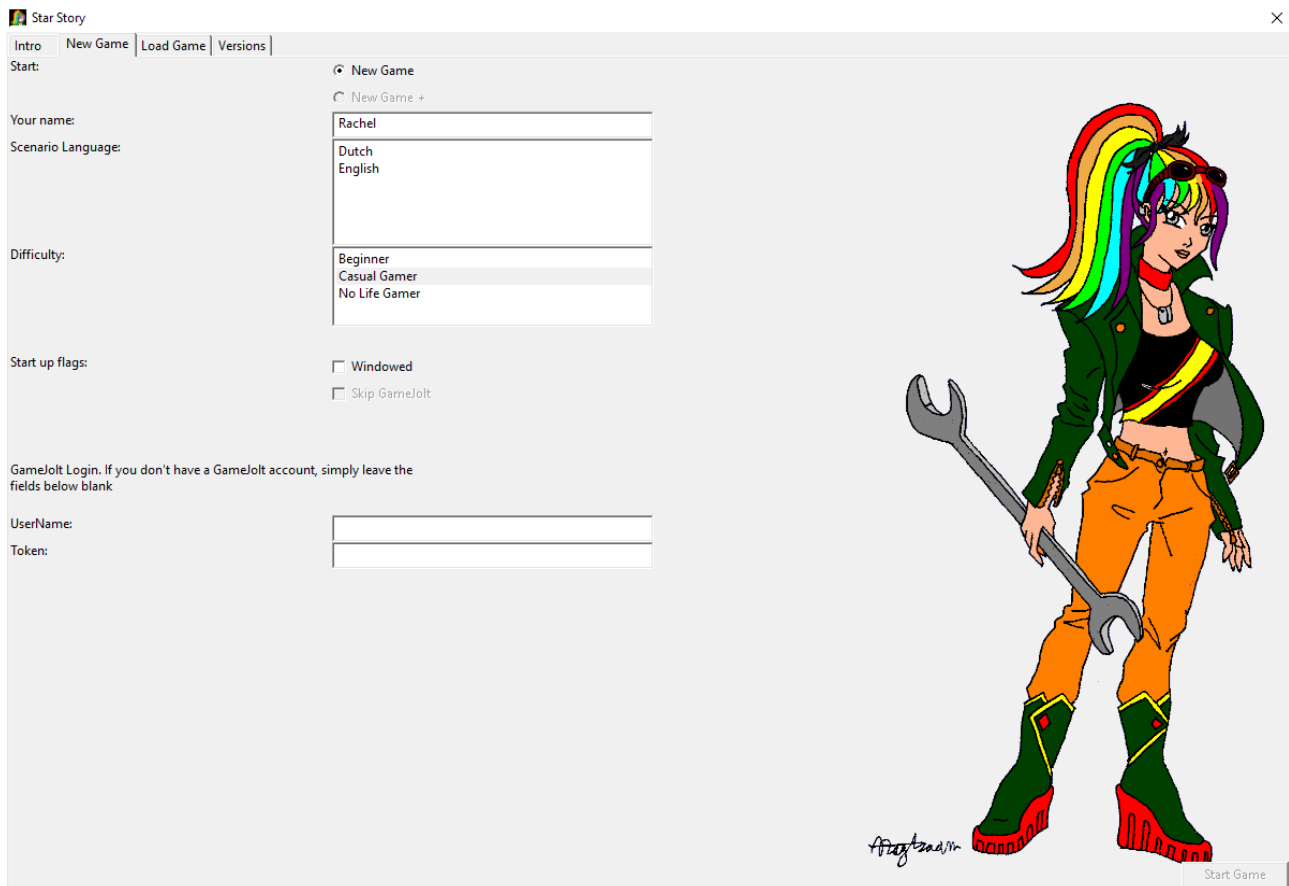 Star Story
Intro New Game Load Game Versions
Start:
New Game
New Game +
Your name:
Rachel
Scenario Language:
Dutch
English
Difficulty:
Beginner
Casual Gamer
No Life Gamer
Start up flags:
Windowed
Skip GameJolt
GameJolt Login. If you don't have a GameJolt account, simply leave the
fields below blank
UserName:
Token:
Start Game